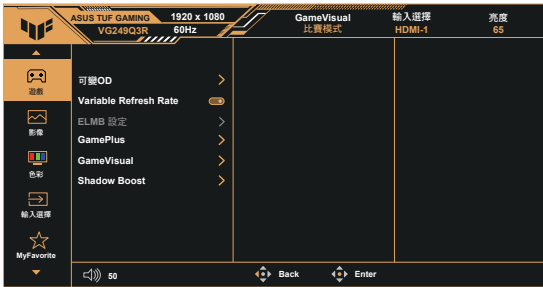 ASUS TUF GAMING 1920 x 1080
VG249Q3R 60Hz
GameVisual
比賽模式
輸入選擇
HDMI-1
亮度
65
遊戲
影像
色彩
輸入選擇
MyFavorite
可變OD
Variable Refresh Rate
ELMB 設定
GamePlus
GameVisual
Shadow Boost
50
Back
Enter